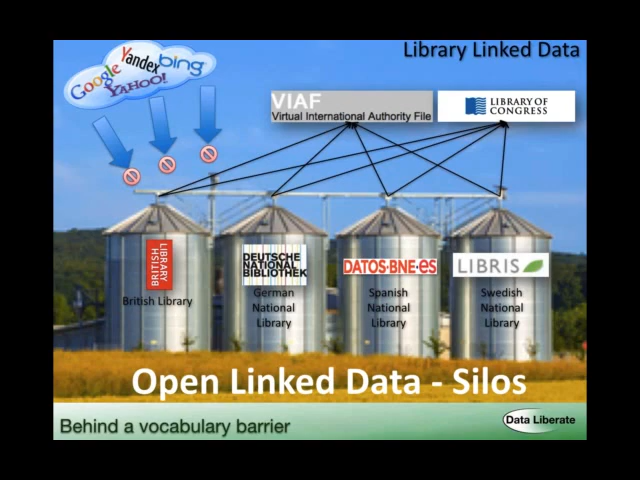 Library Linked Data
Google
Yandex
bing
YAHOO!
VIAF
Virtual International Authority File
LIBRARY OF
CONGRESS
BRITISH
LIBRARY
British Library
DEUTSCHE
NATIONAL
BIBLIOTHEK
German
National
Library
DATOS·BNE·ES
Spanish
National
Library
LIBRIS
Swedish
National
Library
Open Linked Data - Silos
Behind a vocabulary barrier
Data Liberate